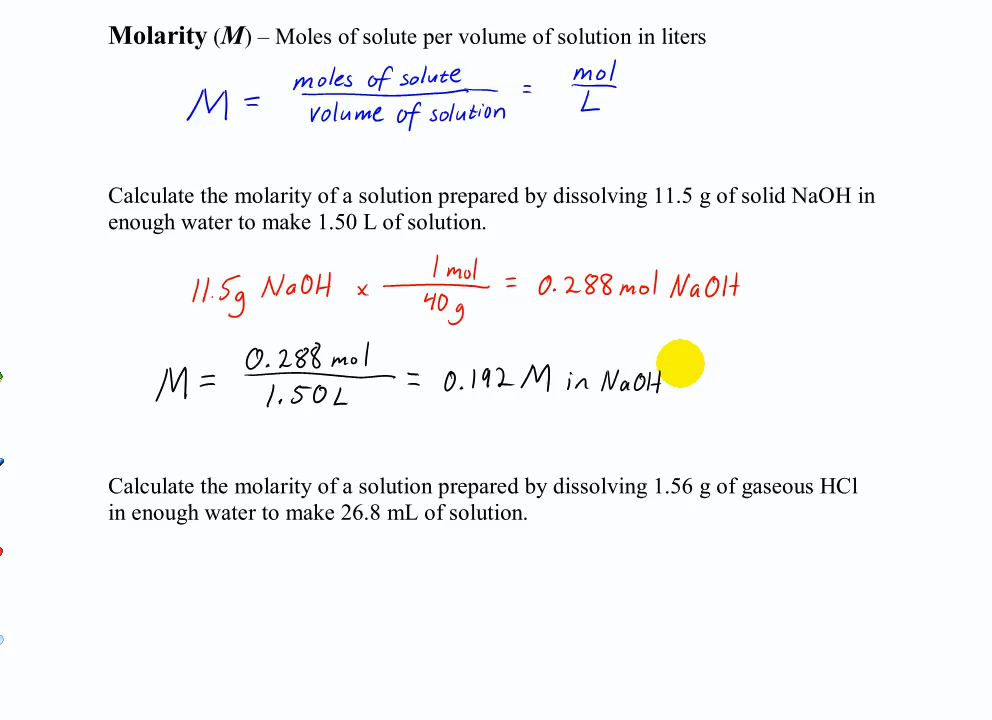 Molarity (M) – Moles of solute per volume of solution in liters
M = moles of solute / volume of solution = mol / L
Calculate the molarity of a solution prepared by dissolving 11.5 g of solid NaOH in
enough water to make 1.50 L of solution.
11.5g NaOH x 1 mol / 40 g = 0.288 mol NaOH
M = 0.288 mol / 1.50 L = 0.192 M in NaOH
Calculate the molarity of a solution prepared by dissolving 1.56 g of gaseous HCl
in enough water to make 26.8 mL of solution.